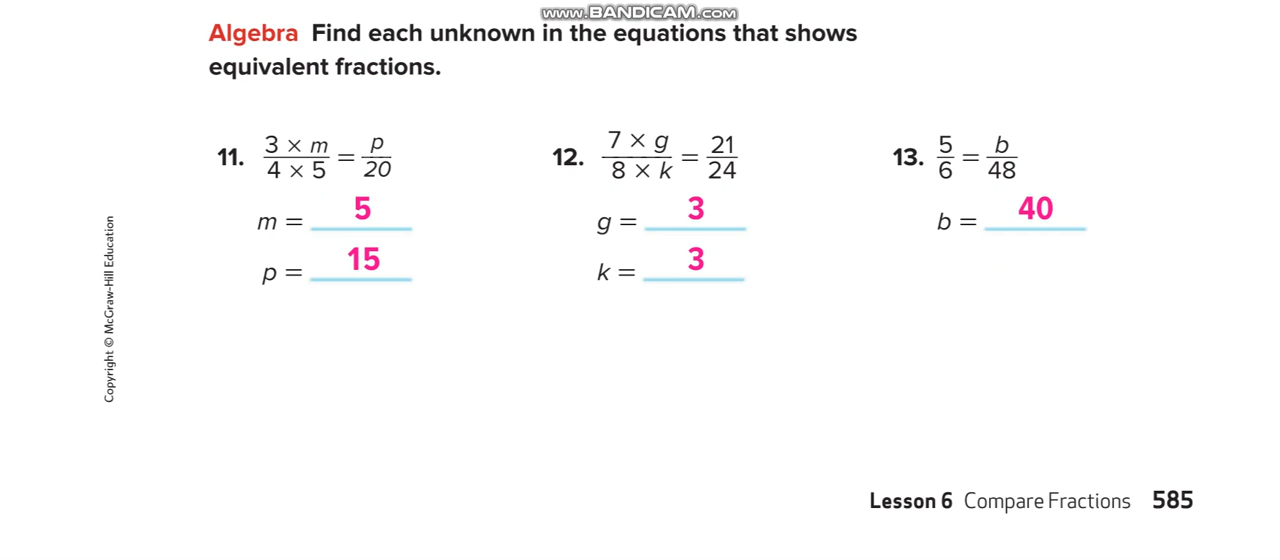 www.BANDICAM.com
Algebra Find each unknown in the equations that shows
equivalent fractions.
11. 3 × m / 4 × 5 = p / 20
m = 5
p = 15
12. 7 × g / 8 × k = 21 / 24
g = 3
k = 3
13. 5 / 6 = b / 48
b = 40
Copyright © McGraw-Hill Education
Lesson 6 Compare Fractions 585